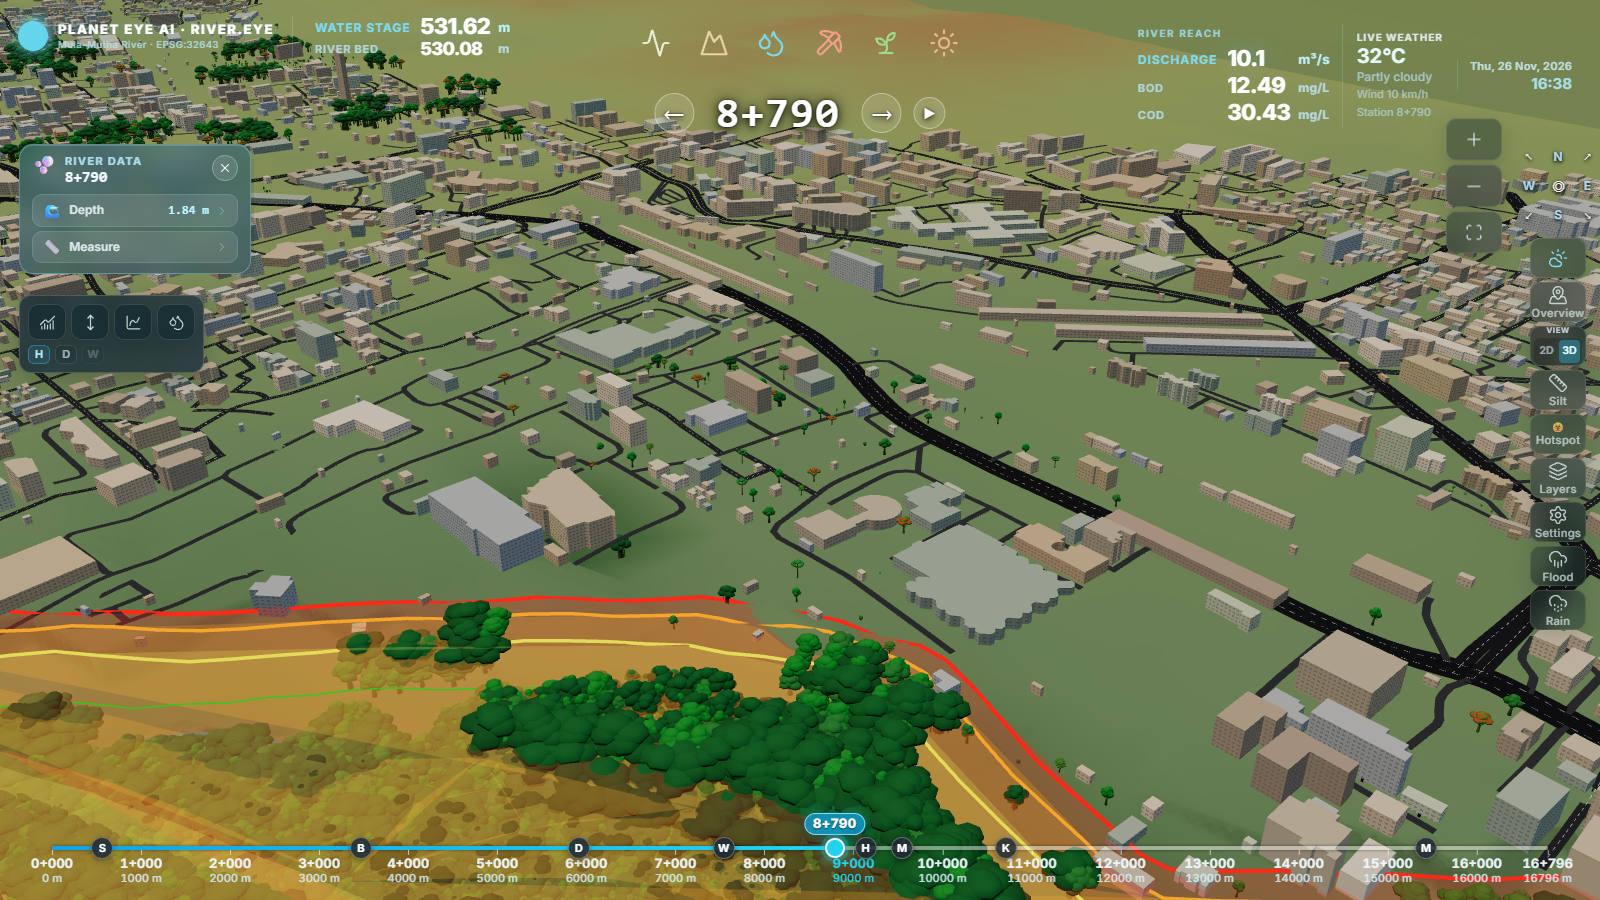 PLANET EYE AI · RIVER.EYE
Mula-Mutha River · EPSG:32643
WATER STAGE 531.62 m
RIVER BED 530.08 m
← 8+790 →
RIVER REACH
DISCHARGE 10.1 m³/s
BOD 12.49 mg/L
COD 30.43 mg/L
LIVE WEATHER
32°C
Partly cloudy
Wind 10 km/h
Station 8+790
Thu, 26 Nov, 2026
16:38
RIVER DATA
8+790
Depth 1.84 m
Measure
H D W
+
−
N
W E
S
Overview
VIEW
2D 3D
Silt
Hotspot
Layers
Settings
Flood
Rain
8+790
S B D W H M K M
0+000 1+000 2+000 3+000 4+000 5+000 6+000 7+000 8+000 9+000 10+000 11+000 12+000 13+000 14+000 15+000 16+000 16+796
0 m 1000 m 2000 m 3000 m 4000 m 5000 m 6000 m 7000 m 8000 m 9000 m 10000 m 11000 m 12000 m 13000 m 14000 m 15000 m 16000 m 16796 m